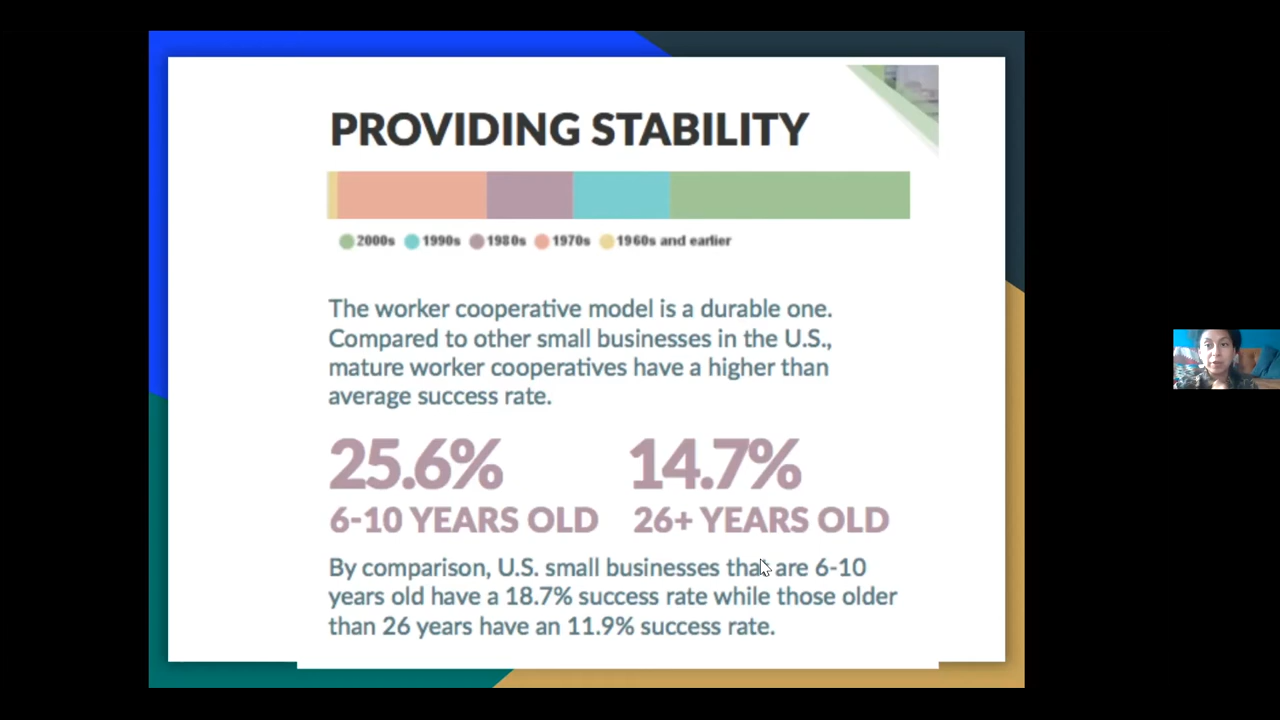 PROVIDING STABILITY
2000s 1990s 1980s 1970s 1960s and earlier
The worker cooperative model is a durable one.
Compared to other small businesses in the U.S.,
mature worker cooperatives have a higher than
average success rate.
25.6% 14.7%
6-10 YEARS OLD 26+ YEARS OLD
By comparison, U.S. small businesses that are 6-10
years old have a 18.7% success rate while those older
than 26 years have an 11.9% success rate.